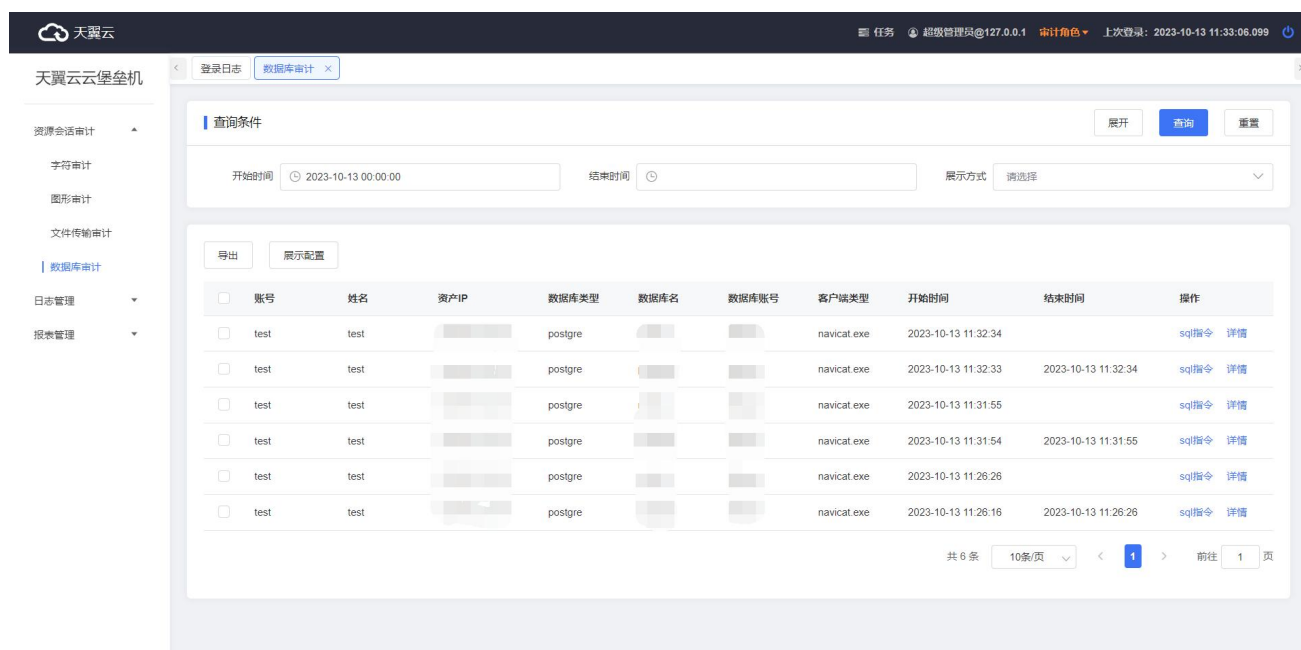 天翼云 任务 超级管理员@127.0.0.1 审计角色 上次登录：2023-10-13 11:33:06.099
天翼云云堡垒机
登录日志 数据库审计 ×
资源会话审计
字符审计
图形审计
文件传输审计
数据库审计
日志管理
报表管理
查询条件 展开 查询 重置
开始时间 2023-10-13 00:00:00 结束时间 展示方式 请选择
导出 展示配置
账号 姓名 资产IP 数据库类型 数据库名 数据库账号 客户端类型 开始时间 结束时间 操作
test test postgre navicat.exe 2023-10-13 11:32:34 sql指令 详情
test test postgre navicat.exe 2023-10-13 11:32:33 2023-10-13 11:32:34 sql指令 详情
test test postgre navicat.exe 2023-10-13 11:31:55 sql指令 详情
test test postgre navicat.exe 2023-10-13 11:31:54 2023-10-13 11:31:55 sql指令 详情
test test postgre navicat.exe 2023-10-13 11:26:26 sql指令 详情
test test postgre navicat.exe 2023-10-13 11:26:16 2023-10-13 11:26:26 sql指令 详情
共 6 条 10条/页 < 1 > 前往 1 页